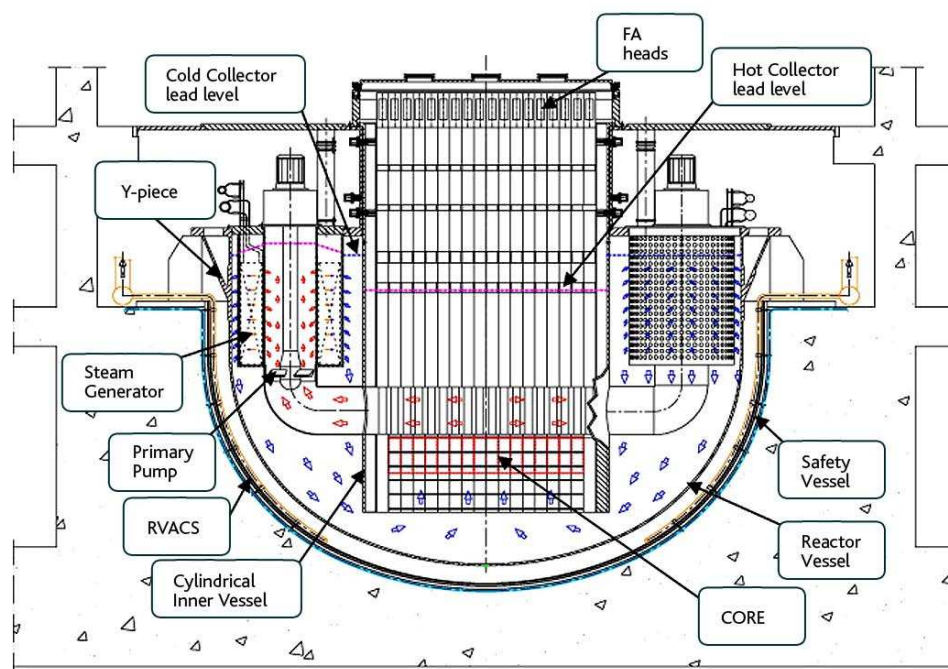 FA
heads
Cold Collector
lead level
Hot Collector
lead level
Y-piece
Steam
Generator
Primary
Pump
RVACS
Cylindrical
Inner Vessel
Safety
Vessel
Reactor
Vessel
CORE